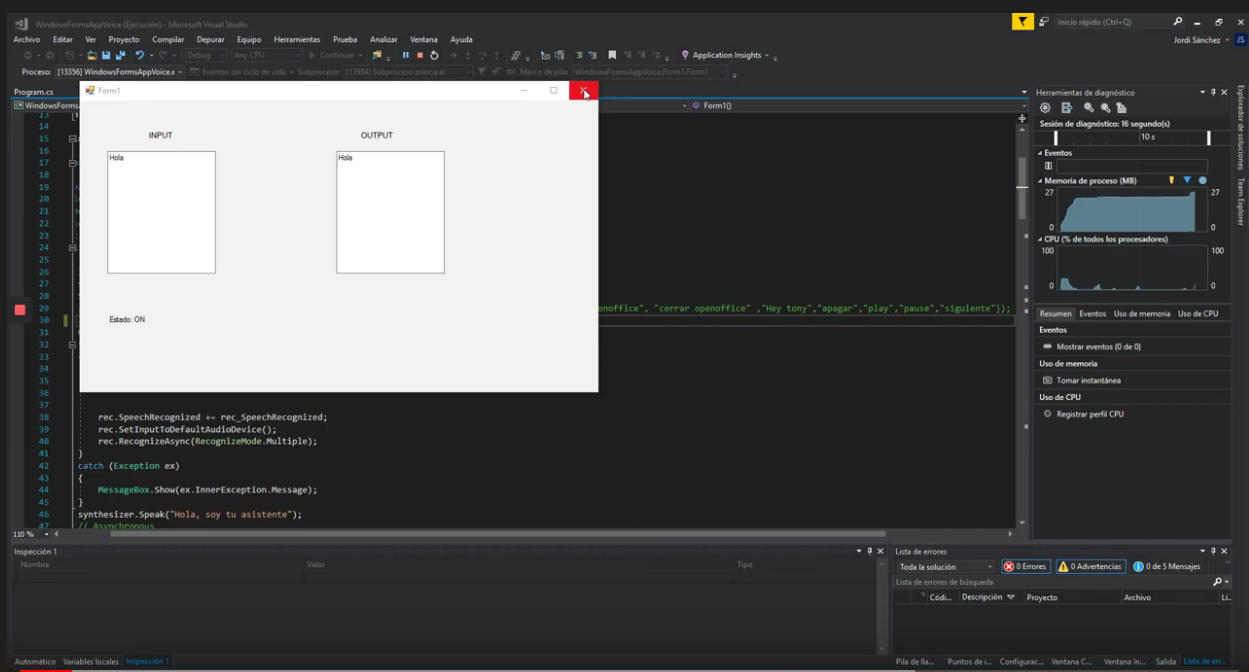 WindowsFormsAppVoice (Ejecución) - Microsoft Visual Studio
Inicio rápido (Ctrl+Q)
Archivo Editar Ver Proyecto Compilar Depurar Equipo Herramientas Prueba Analizar Ventana Ayuda
Jordi Sánchez JS
Debug Any CPU Continuar Application Insights
Proceso: [13356] WindowsFormsAppVoice.e Eventos del ciclo de vida Subproceso: [13984] Subproceso principal Marco de pila: WindowsFormsAppVoice.Form1.Form1
Program.cs
WindowsForms
Form1()
Form1
INPUT OUTPUT
Hola Hola
Estado: ON
13
14
15
16
17
18
19
20
21
22
23
24
25
26
27
28
29 enoffice", "cerrar openoffice" ,"Hey tony","apagar","play","pause","siguiente"});
30
31
32
33
34
35
36
37
38 rec.SpeechRecognized += rec_SpeechRecognized;
39 rec.SetInputToDefaultAudioDevice();
40 rec.RecognizeAsync(RecognizeMode.Multiple);
41 }
42 catch (Exception ex)
43 {
44 MessageBox.Show(ex.InnerException.Message);
45 }
46 synthesizer.Speak("Hola, soy tu asistente");
47 // Asynchronous
110 %
Herramientas de diagnóstico
Sesión de diagnóstico: 16 segundo(s)
10 s
Eventos
Memoria de proceso (MB)
27 27
0 0
CPU (% de todos los procesadores)
100 100
0 0
Resumen Eventos Uso de memoria Uso de CPU
Eventos
Mostrar eventos (0 de 0)
Uso de memoria
Tomar instantánea
Uso de CPU
Registrar perfil CPU
Explorador de soluciones
Team Explorer
Inspección 1
Nombre Valor Tipo
Automático Variables locales Inspección 1
Lista de errores
Toda la solución 0 Errores 0 Advertencias 0 de 5 Mensajes
Lista de errores de búsqueda
Códi... Descripción Proyecto Archivo Lí...
Pila de lla... Puntos de i... Configurac... Ventana C... Ventana In... Salida Lista de err...